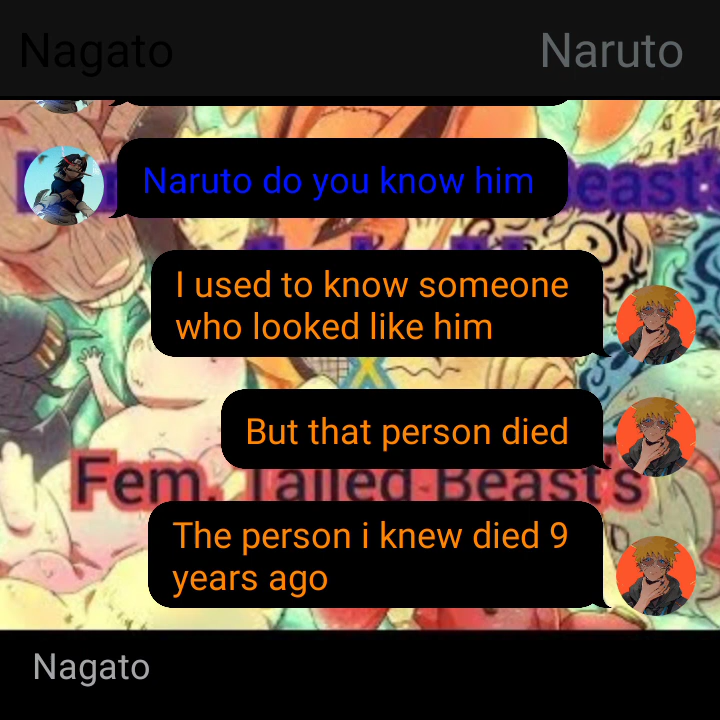 Nagato
Naruto
Naruto do you know him
east's
I used to know someone
who looked like him
But that person died
Fem. Tailed Beast's
The person i knew died 9
years ago
Nagato